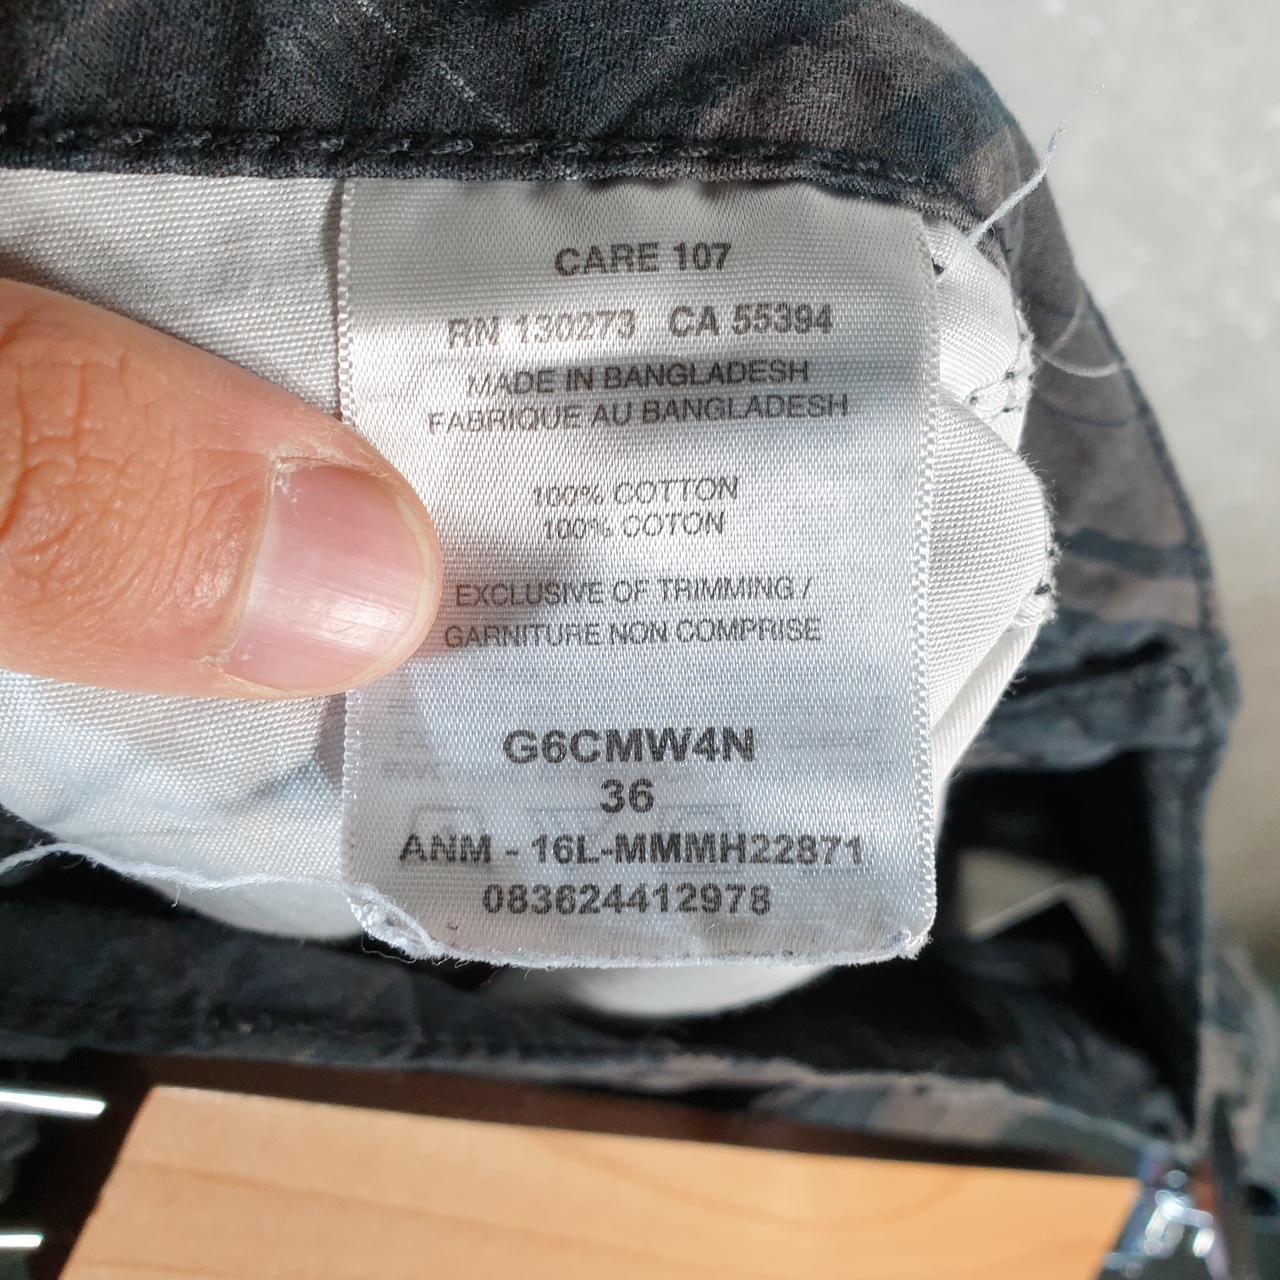 CARE 107
RN 130273 CA 55394
MADE IN BANGLADESH
FABRIQUE AU BANGLADESH
100% COTTON
100% COTON
EXCLUSIVE OF TRIMMING /
GARNITURE NON COMPRISE
G6CMW4N
36
ANM - 16L-MMMH22871
083624412978